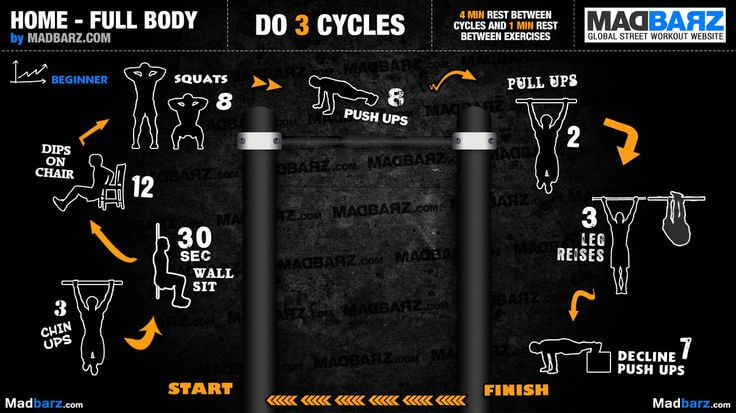 HOME - FULL BODY
by MADBARZ.COM
DO 3 CYCLES
4 MIN REST BETWEEN
CYCLES AND 1 MIN REST
BETWEEN EXERCISES
MADBARZ
GLOBAL STREET WORKOUT WEBSITE
BEGINNER
START
3
CHIN
UPS
30
SEC
WALL
SIT
DIPS
ON
CHAIR
12
SQUATS
8
8
PUSH UPS
PULL UPS
2
3
LEG
REISES
DECLINE 7
PUSH UPS
FINISH
MADBARZ.COM
Madbarz.com
Madbarz.com